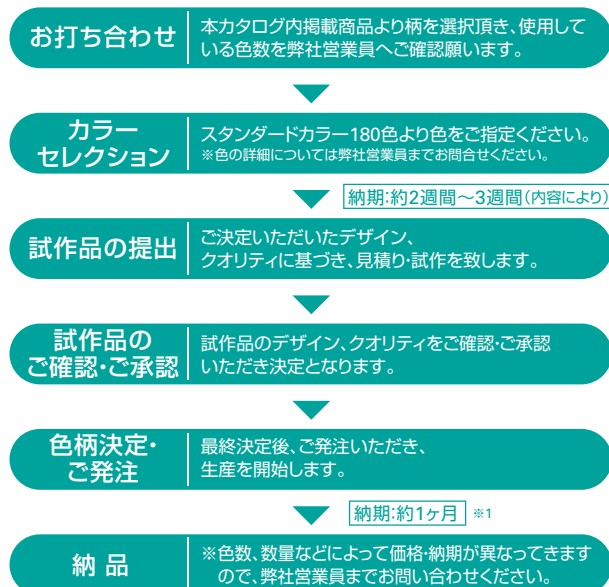 お打ち合わせ
本カタログ内掲載商品より柄を選択頂き、使用して
いる色数を弊社営業員へご確認願います。
カラー
セレクション
スタンダードカラー180色より色をご指定ください。
※色の詳細については弊社営業員までお問合せください。
納期:約2週間〜3週間(内容により)
試作品の提出
ご決定いただいたデザイン、
クオリティに基づき、見積り・試作を致します。
試作品の
ご確認・ご承認
試作品のデザイン、クオリティをご確認・ご承認
いただき決定となります。
色柄決定・
ご発注
最終決定後、ご発注いただき、
生産を開始します。
納期:約1ヶ月 ※1
納 品
※色数、数量などによって価格・納期が異なってきます
ので、弊社営業員までお問い合わせください。